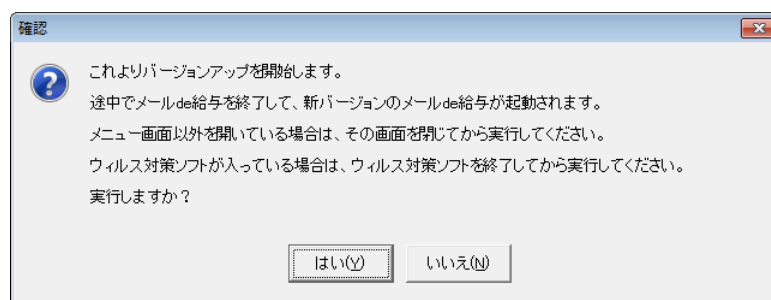 確認
これよりバージョンアップを開始します。
途中でメールde給与を終了して、新バージョンのメールde給与が起動されます。
メニュー画面以外を開いている場合は、その画面を閉じてから実行してください。
ウィルス対策ソフトが入っている場合は、ウィルス対策ソフトを終了してから実行してください。
実行しますか？
はい(Y) いいえ(N)